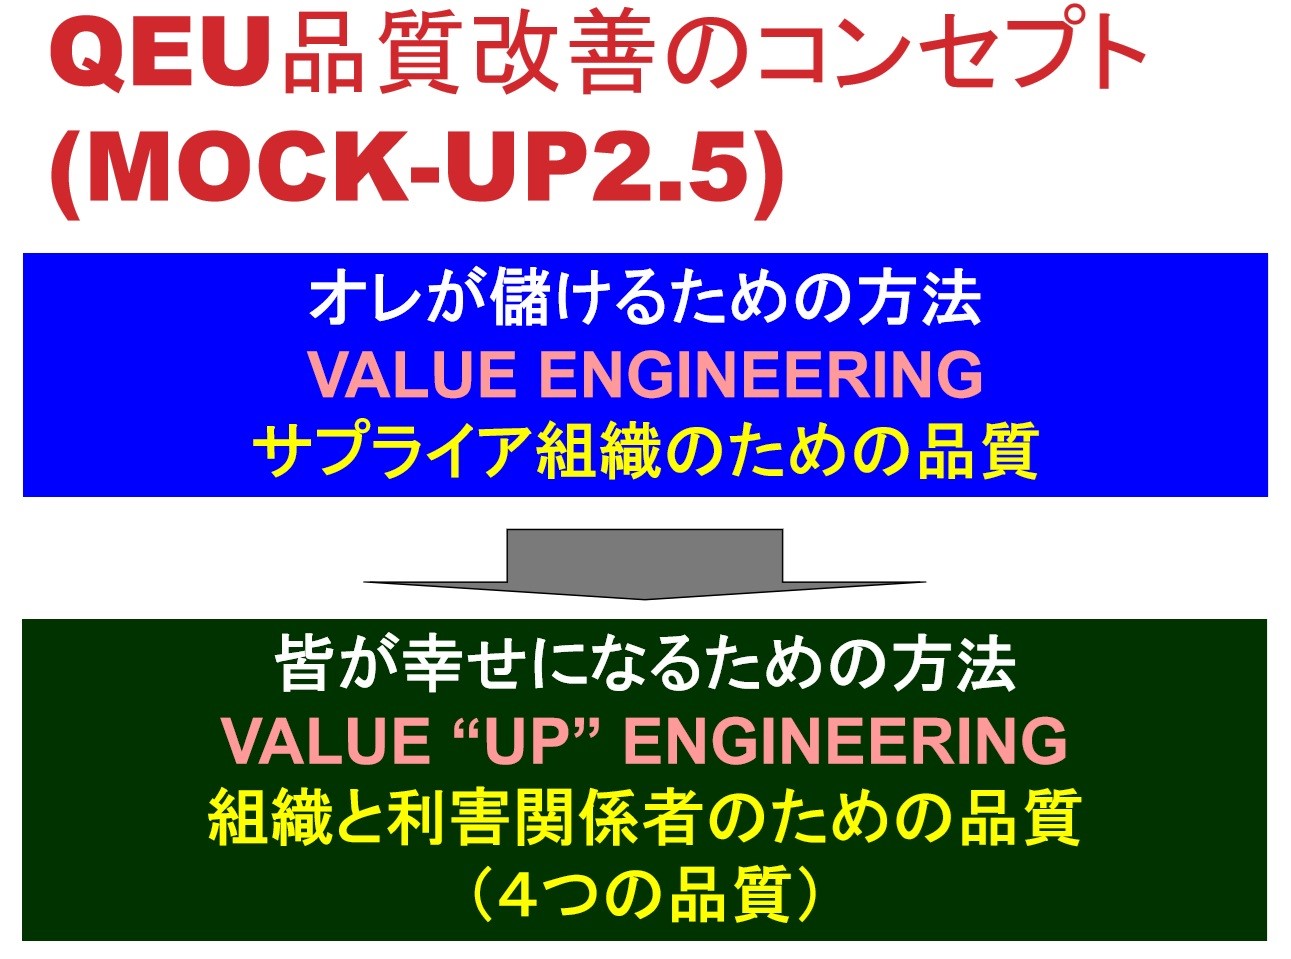 QEU品質改善のコンセプト
(MOCK-UP2.5)
オレが儲けるための方法
VALUE ENGINEERING
サプライア組織のための品質
皆が幸せになるための方法
VALUE “UP” ENGINEERING
組織と利害関係者のための品質
（４つの品質）